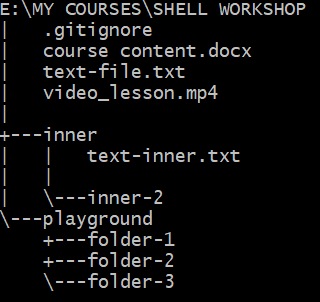 E:\MY COURSES\SHELL WORKSHOP
|   .gitignore
|   course content.docx
|   text-file.txt
|   video_lesson.mp4
|
+---inner
|   |   text-inner.txt
|   |
|   \---inner-2
\---playground
    +---folder-1
    +---folder-2
    \---folder-3